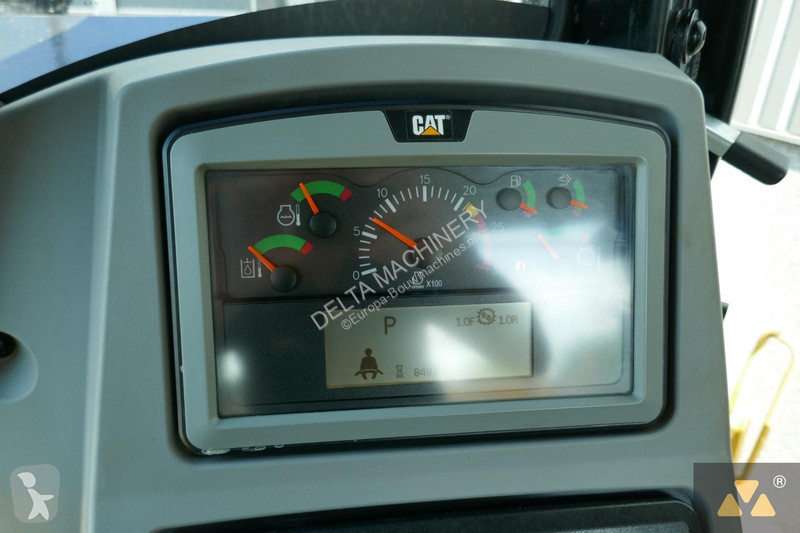 CAT®
10 15 20
5 25
0
X100
DELTA MACHINERY
©Europa-Bouwmachines.nl
P 1.0F 1.0R
®